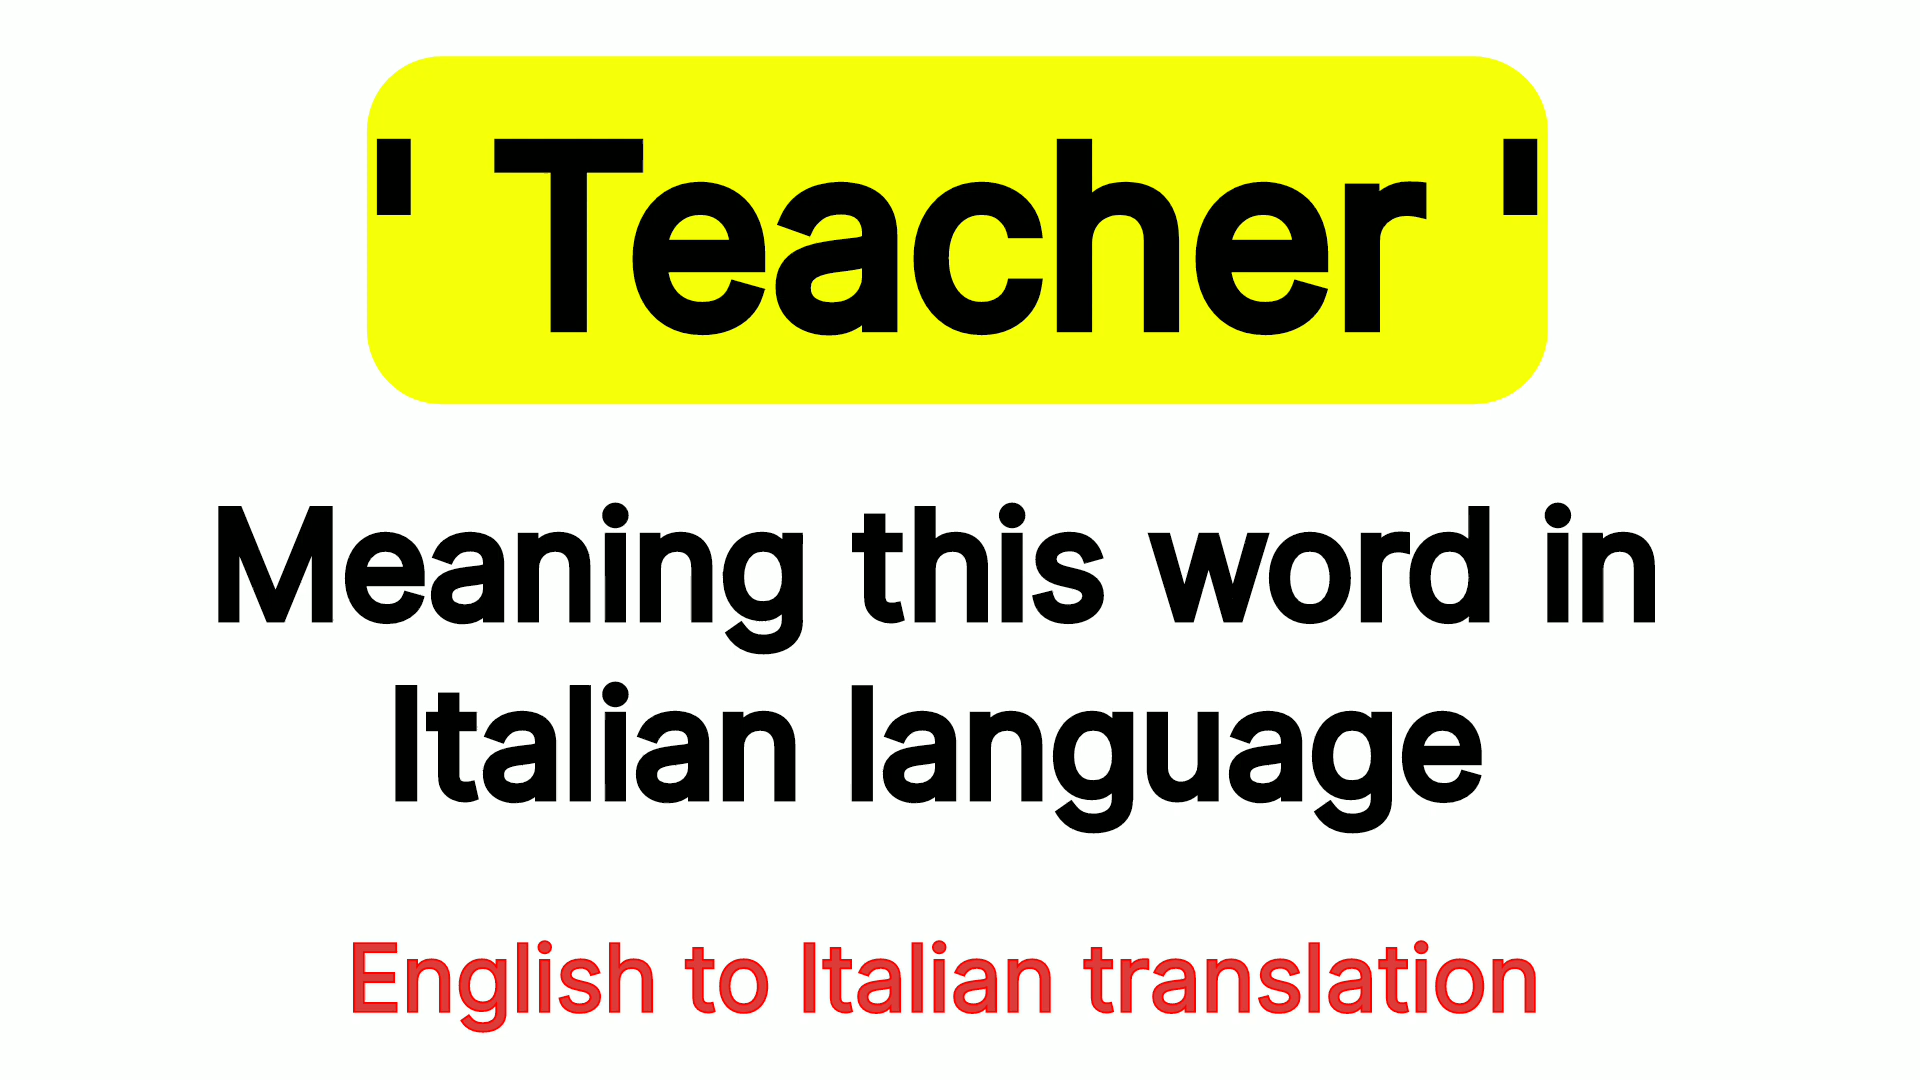 ' Teacher '
Meaning this word in
Italian language
English to Italian translation